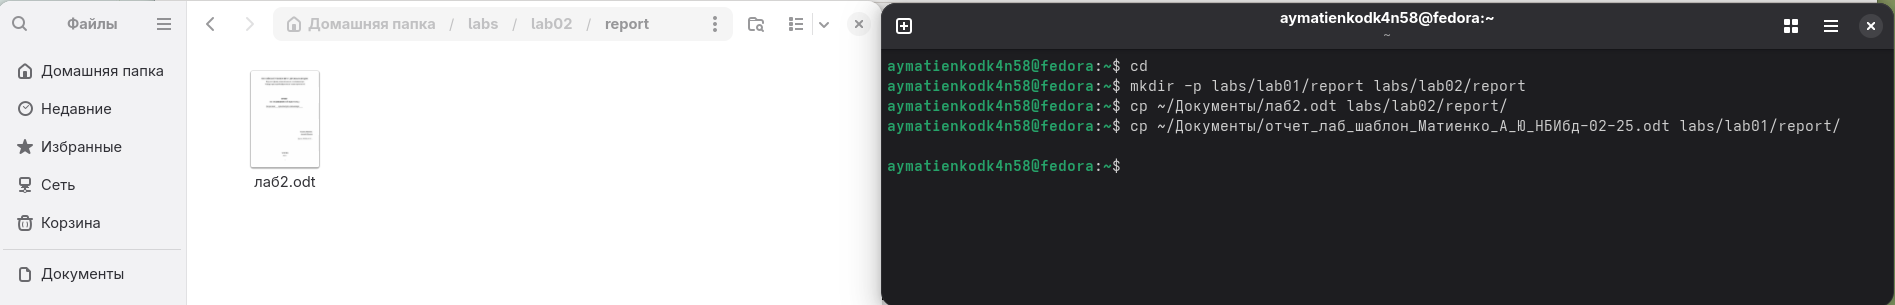 Файлы
Домашняя папка / labs / lab02 / report
Домашняя папка
Недавние
Избранные
Сеть
Корзина
Документы
лаб2.odt
aymatienkodk4n58@fedora:~
~
aymatienkodk4n58@fedora:~$ cd
aymatienkodk4n58@fedora:~$ mkdir -p labs/lab01/report labs/lab02/report
aymatienkodk4n58@fedora:~$ cp ~/Документы/лаб2.odt labs/lab02/report/
aymatienkodk4n58@fedora:~$ cp ~/Документы/отчет_лаб_шаблон_Матиенко_А_Ю_НБИбд-02-25.odt labs/lab01/report/
aymatienkodk4n58@fedora:~$